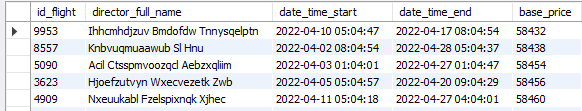 id_flight director_full_name date_time_start date_time_end base_price
9953 Ihhcmhdjzuv Bmdofdw Tnnysqelptn 2022-04-10 05:04:47 2022-04-17 08:04:54 58432
8557 Knbvuqmuaawub Sl Hnu 2022-04-02 08:04:54 2022-04-28 05:04:37 58438
5090 Acil Ctsspmvoozqcl Aebzxqliim 2022-04-03 01:04:01 2022-04-27 01:04:47 58454
3623 Hjoefzutvyn Wxecvezetk Zwb 2022-04-05 05:04:57 2022-04-20 09:04:29 58456
4909 Nxeuukabl Fzelspixnqk Xjhec 2022-04-11 05:04:18 2022-04-27 04:04:01 58460